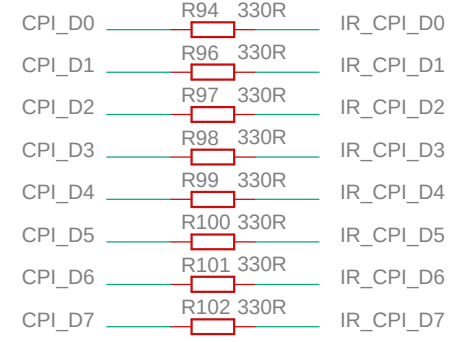 CPI_D0 R94 330R IR_CPI_D0
CPI_D1 R96 330R IR_CPI_D1
CPI_D2 R97 330R IR_CPI_D2
CPI_D3 R98 330R IR_CPI_D3
CPI_D4 R99 330R IR_CPI_D4
CPI_D5 R100 330R IR_CPI_D5
CPI_D6 R101 330R IR_CPI_D6
CPI_D7 R102 330R IR_CPI_D7